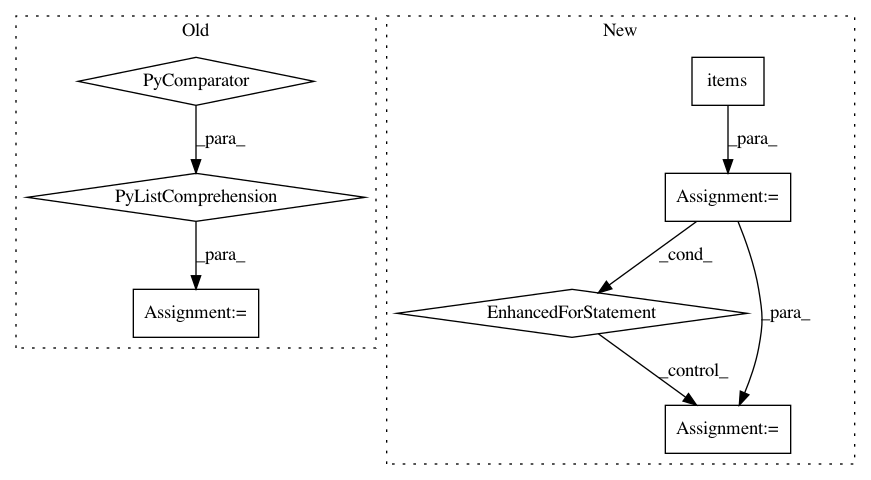 Old
PyComparator
_para_
PyListComprehension
_para_
Assignment:=
New
items
_para_
Assignment:=
_cond_
EnhancedForStatement
_para_
_control_
Assignment:=